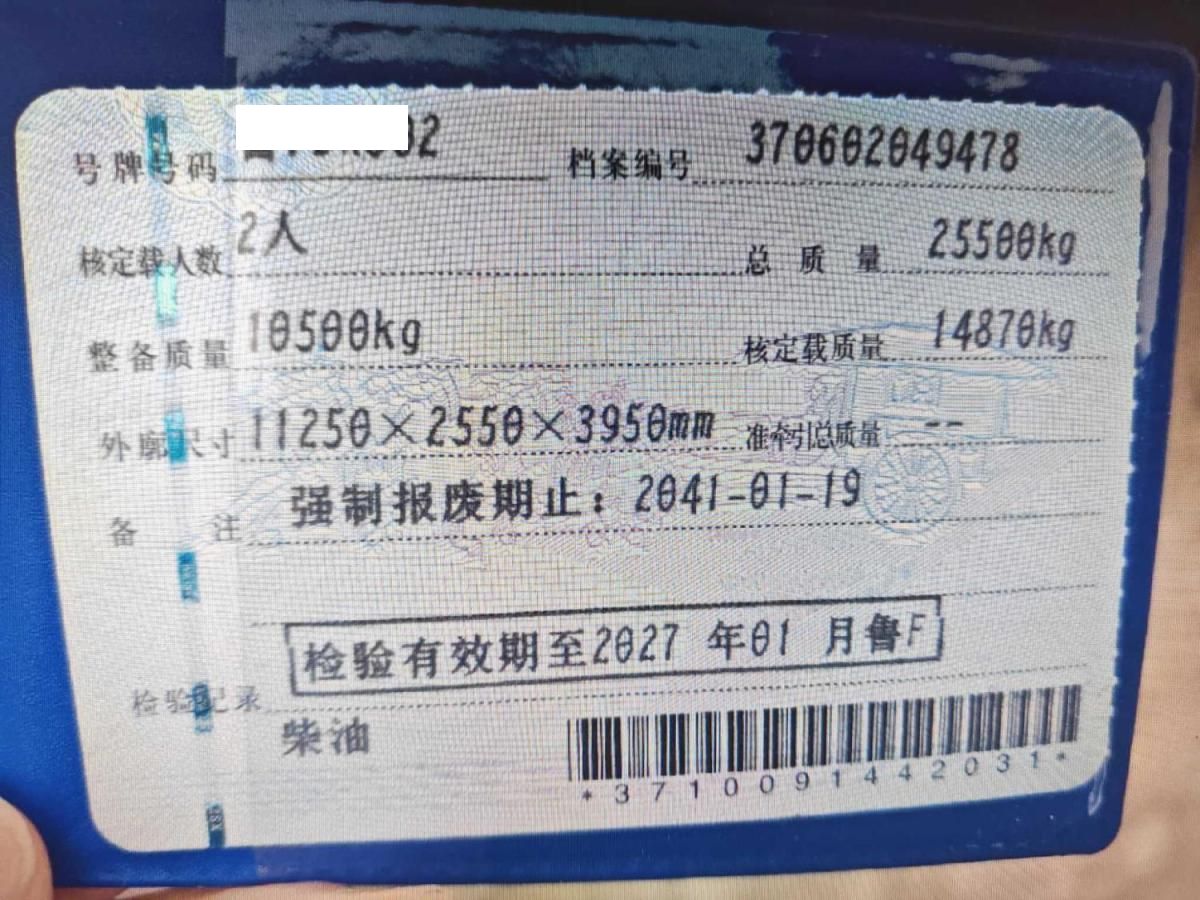 号牌号码 02 档案编号 370602049478
核定载人数 2人 总质量 25500kg
整备质量 10500kg 核定载质量 14870kg
外廓尺寸 11250×2550×3950mm 准牵引总质量 --
备注 强制报废期止：2041-01-19
检验有效期至2027 年01 月鲁F
检验记录
柴油
*3710091442031*